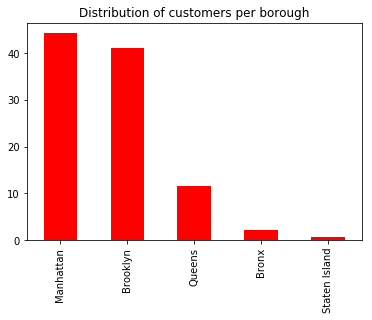 Distribution of customers per borough
40
30
20
10
0
Manhattan
Brooklyn
Queens
Bronx
Staten Island